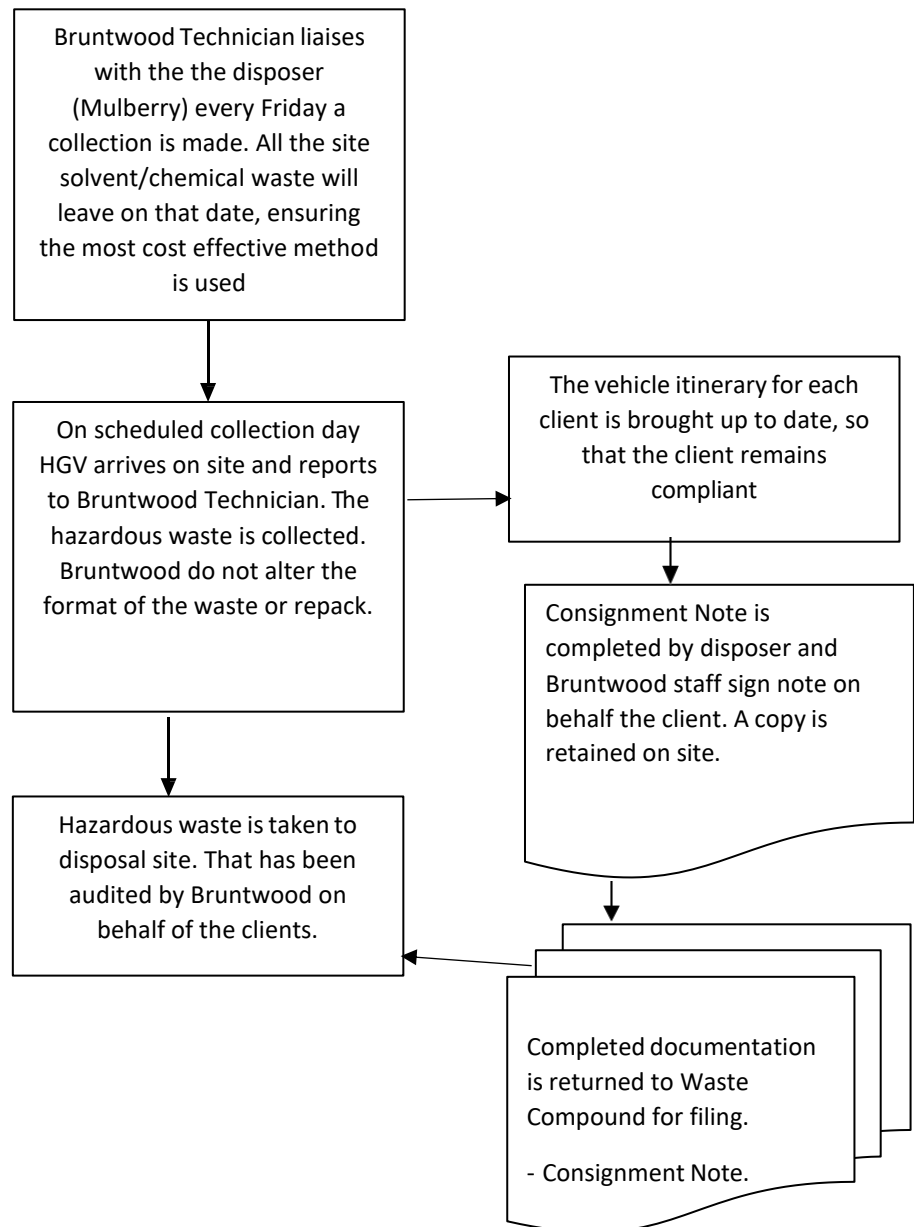 Bruntwood Technician liaises
with the the disposer
(Mulberry) every Friday a
collection is made. All the site
solvent/chemical waste will
leave on that date, ensuring
the most cost effective method
is used
On scheduled collection day
HGV arrives on site and reports
to Bruntwood Technician. The
hazardous waste is collected.
Bruntwood do not alter the
format of the waste or repack.
The vehicle itinerary for each
client is brought up to date, so
that the client remains
compliant
Consignment Note is
completed by disposer and
Bruntwood staff sign note on
behalf the client. A copy is
retained on site.
Hazardous waste is taken to
disposal site. That has been
audited by Bruntwood on
behalf of the clients.
Completed documentation
is returned to Waste
Compound for filing.
- Consignment Note.